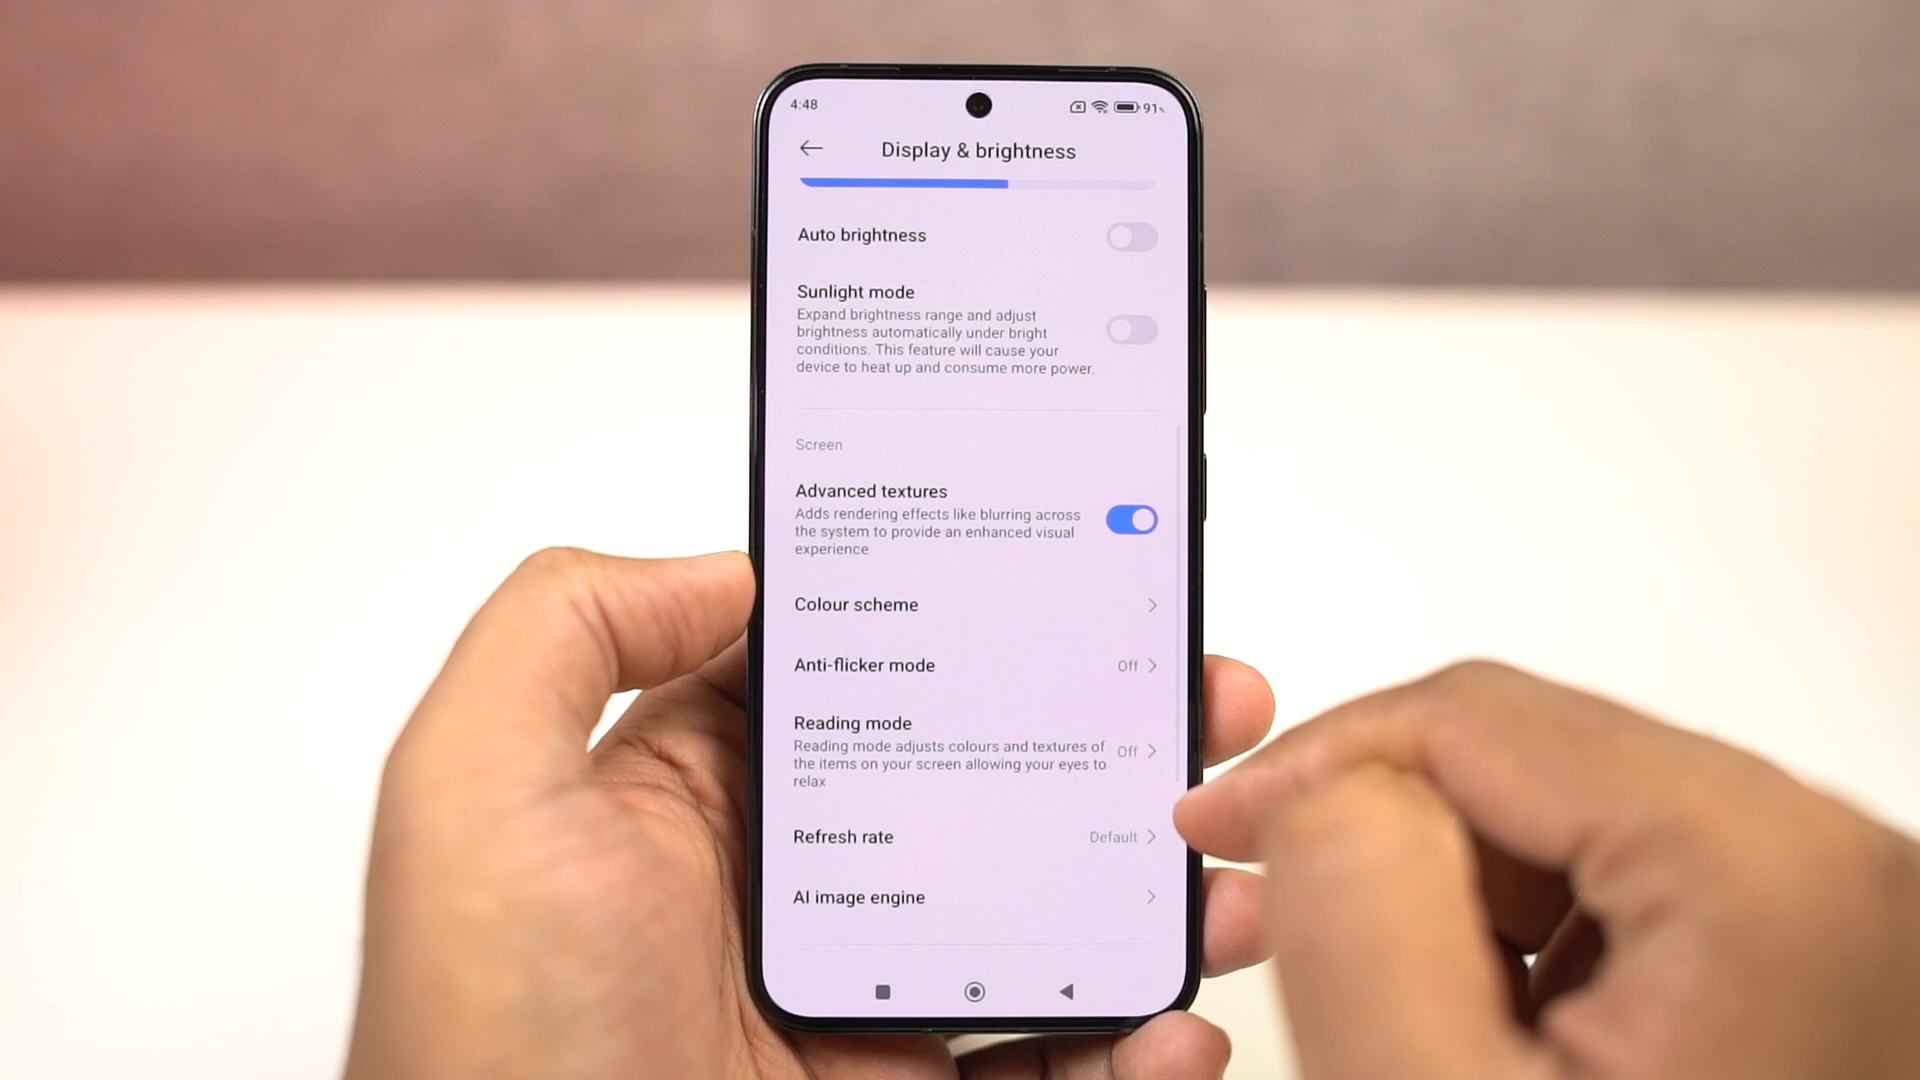 4:48
91%
Display & brightness
Auto brightness
Sunlight mode
Expand brightness range and adjust
brightness automatically under bright
conditions. This feature will cause your
device to heat up and consume more power.
Screen
Advanced textures
Adds rendering effects like blurring across
the system to provide an enhanced visual
experience
Colour scheme
Anti-flicker mode
Off
Reading mode
Reading mode adjusts colours and textures of
the items on your screen allowing your eyes to
relax
Off
Refresh rate
Default
AI image engine